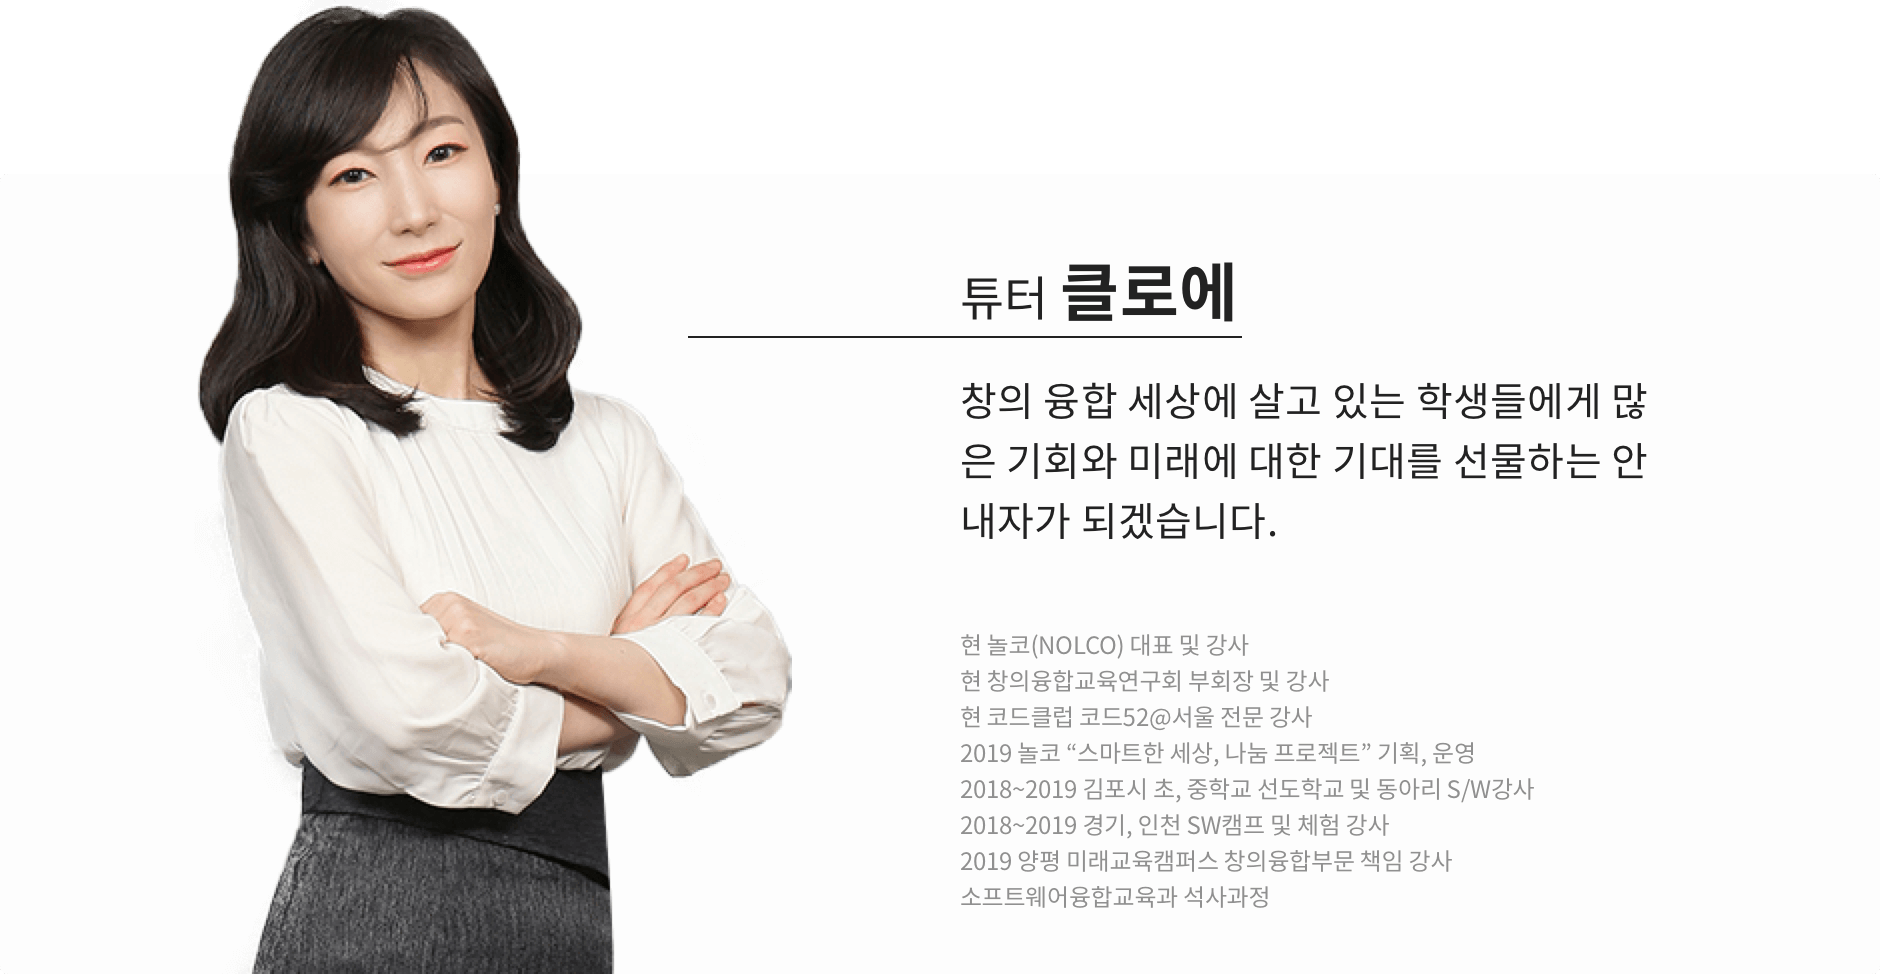 튜터 클로에
창의 융합 세상에 살고 있는 학생들에게 많
은 기회와 미래에 대한 기대를 선물하는 안
내자가 되겠습니다.
현 놀코(NOLCO) 대표 및 강사
현 창의융합교육연구회 부회장 및 강사
현 코드클럽 코드52@서울 전문 강사
2019 놀코 “스마트한 세상, 나눔 프로젝트” 기획, 운영
2018~2019 김포시 초, 중학교 선도학교 및 동아리 S/W강사
2018~2019 경기, 인천 SW캠프 및 체험 강사
2019 양평 미래교육캠퍼스 창의융합부문 책임 강사
소프트웨어융합교육과 석사과정